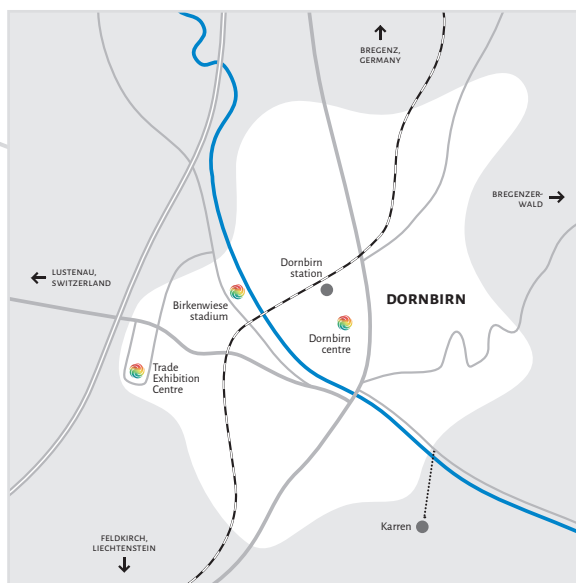 BREGENZ,
GERMANY
BREGENZER-
WALD
LUSTENAU,
SWITZERLAND
Dornbirn
station
Birkenwiese
stadium
DORNBIRN
Dornbirn
centre
Trade
Exhibition
Centre
Karren
FELDKIRCH,
LIECHTENSTEIN